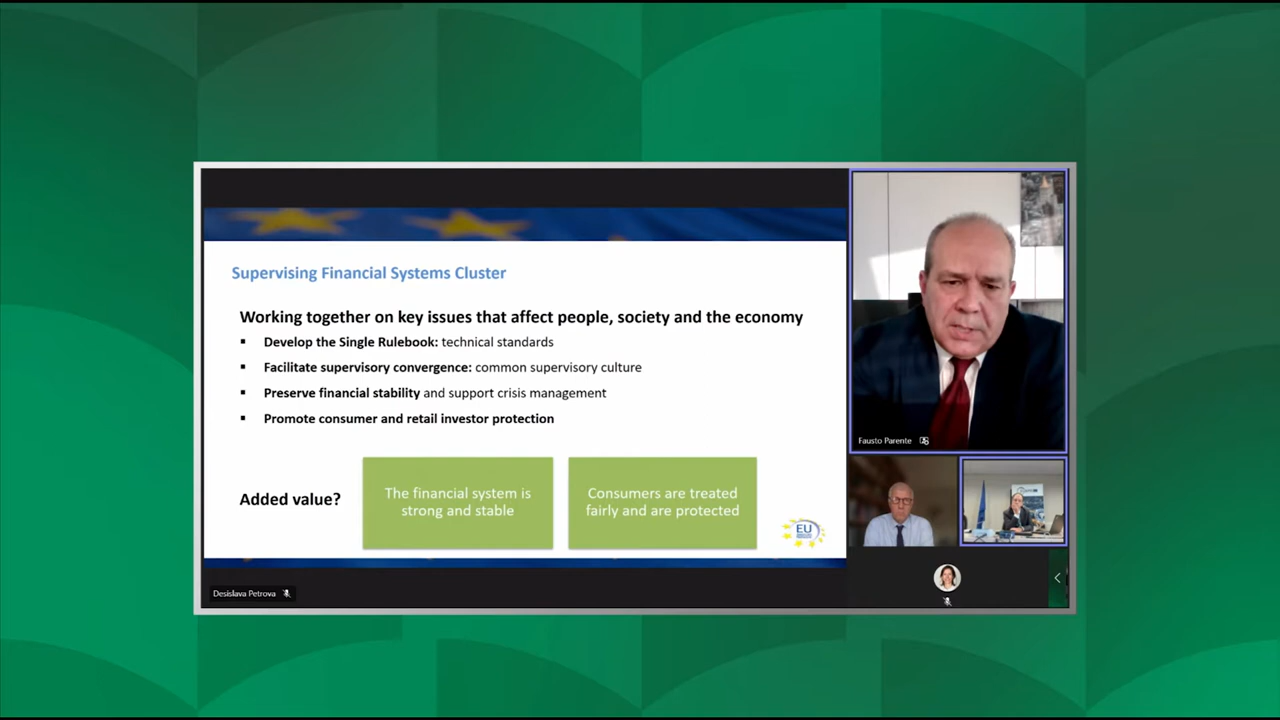 Supervising Financial Systems Cluster
Working together on key issues that affect people, society and the economy
▪ Develop the Single Rulebook: technical standards
▪ Facilitate supervisory convergence: common supervisory culture
▪ Preserve financial stability and support crisis management
▪ Promote consumer and retail investor protection
Added value?
The financial system is
strong and stable
Consumers are treated
fairly and are protected
EU
Desislava Petrova
Fausto Parente